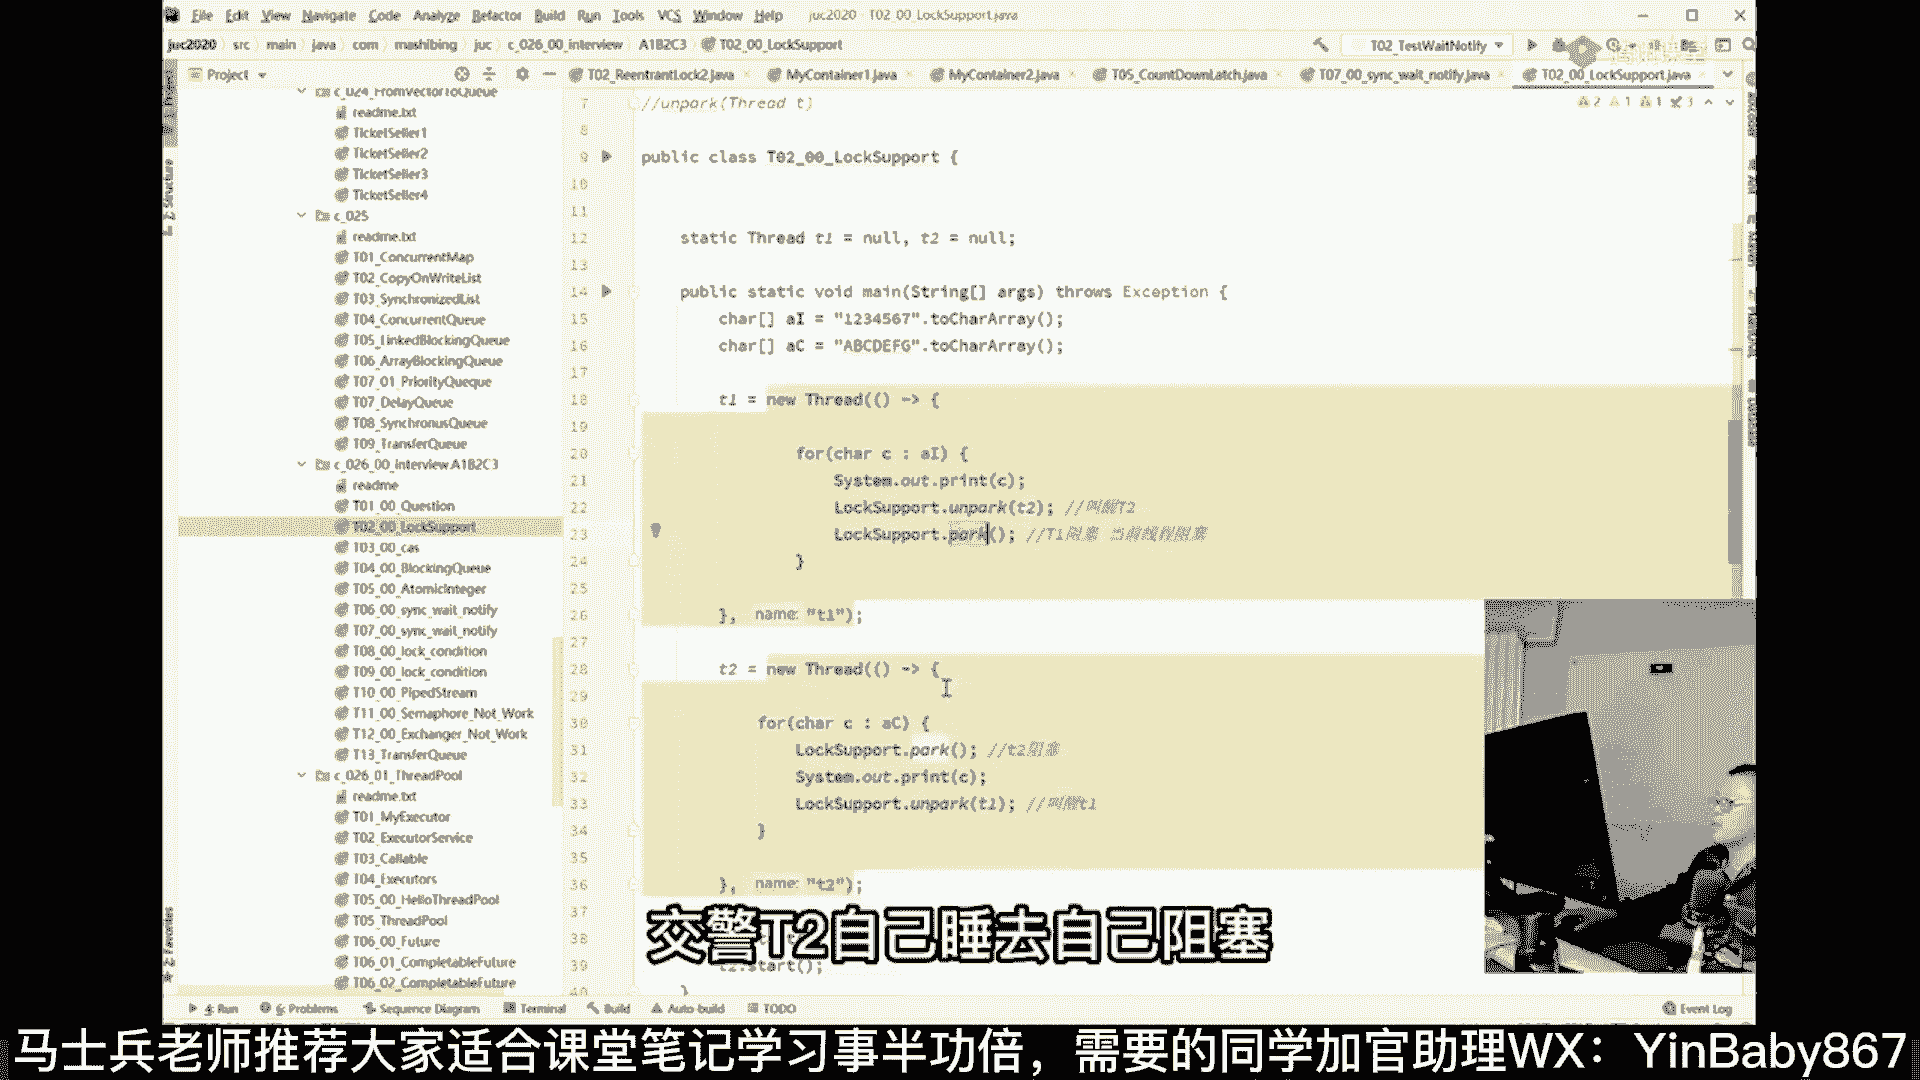 File Edit View Navigate Code Analyze Refactor Build Run Tools VCS Window Help juc2020 - T02_00_LockSupport.java
juc2020 src main java com mashibing juc c_026_00_interview A1B2C3 T02_00_LockSupport T02_TestWaitNotify
Project T02_ReentrantLock2.java MyContainer1.java MyContainer2.java T05_CountDownLatch.java T07_00_sync_wait_notify.java T02_00_LockSupport.java
2 1 1 3
c_024_FromVectorToQueue
readme.txt
TicketSeller1
TicketSeller2
TicketSeller3
TicketSeller4
c_025
readme.txt
T01_ConcurrentMap
T02_CopyOnWriteList
T03_SynchronizedList
T04_ConcurrentQueue
T05_LinkedBlockingQueue
T06_ArrayBlockingQueue
T07_01_PriorityQueque
T07_DelayQueue
T08_SynchronusQueue
T09_TransferQueue
c_026_00_interview.A1B2C3
readme
T01_00_Question
T02_00_LockSupport
T03_00_cas
T04_00_BlockingQueue
T05_00_AtomicInteger
T06_00_sync_wait_notify
T07_00_sync_wait_notify
T08_00_lock_condition
T09_00_lock_condition
T10_00_PipedStream
T11_00_Semaphore_Not_Work
T12_00_Exchanger_Not_Work
T13_TransferQueue
c_026_01_ThreadPool
readme.txt
T01_MyExecutor
T02_ExecutorService
T03_Callable
T04_Executors
T05_00_HelloThreadPool
T05_ThreadPool
T06_00_Future
T06_01_CompletableFuture
T06_02_CompletableFuture
7 //unpark(Thread t)
8
9 public class T02_00_LockSupport {
10
11
12 static Thread t1 = null, t2 = null;
13
14 public static void main(String[] args) throws Exception {
15 char[] aI = "1234567".toCharArray();
16 char[] aC = "ABCDEFG".toCharArray();
17
18 t1 = new Thread(() -> {
19
20 for(char c : aI) {
21 System.out.print(c);
22 LockSupport.unpark(t2); //叫醒T2
23 LockSupport.park(); //T1阻塞 当前线程阻塞
24 }
25
26 }, name: "t1");
27
28 t2 = new Thread(() -> {
29
30 for(char c : aC) {
31 LockSupport.park(); //t2阻塞
32 System.out.print(c);
33 LockSupport.unpark(t1); //叫醒t1
34 }
35
36 }, name: "t2");
37
38
39 t2.start();
40 }
交警T2自己睡去自己阻塞
4: Run 6: Problems Sequence Diagram Terminal Build Auto-build TODO Event Log
马士兵老师推荐大家适合课堂笔记学习事半功倍，需要的同学加官助理WX：YinBaby867